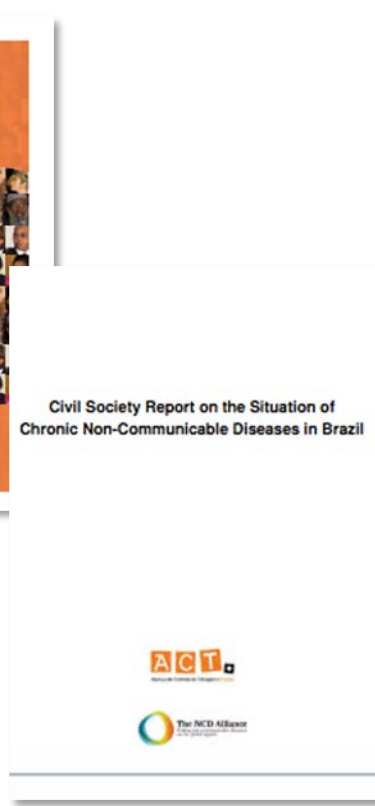 Civil Society Report on the Situation of
Chronic Non-Communicable Diseases in Brazil
ACT
The NCD Alliance